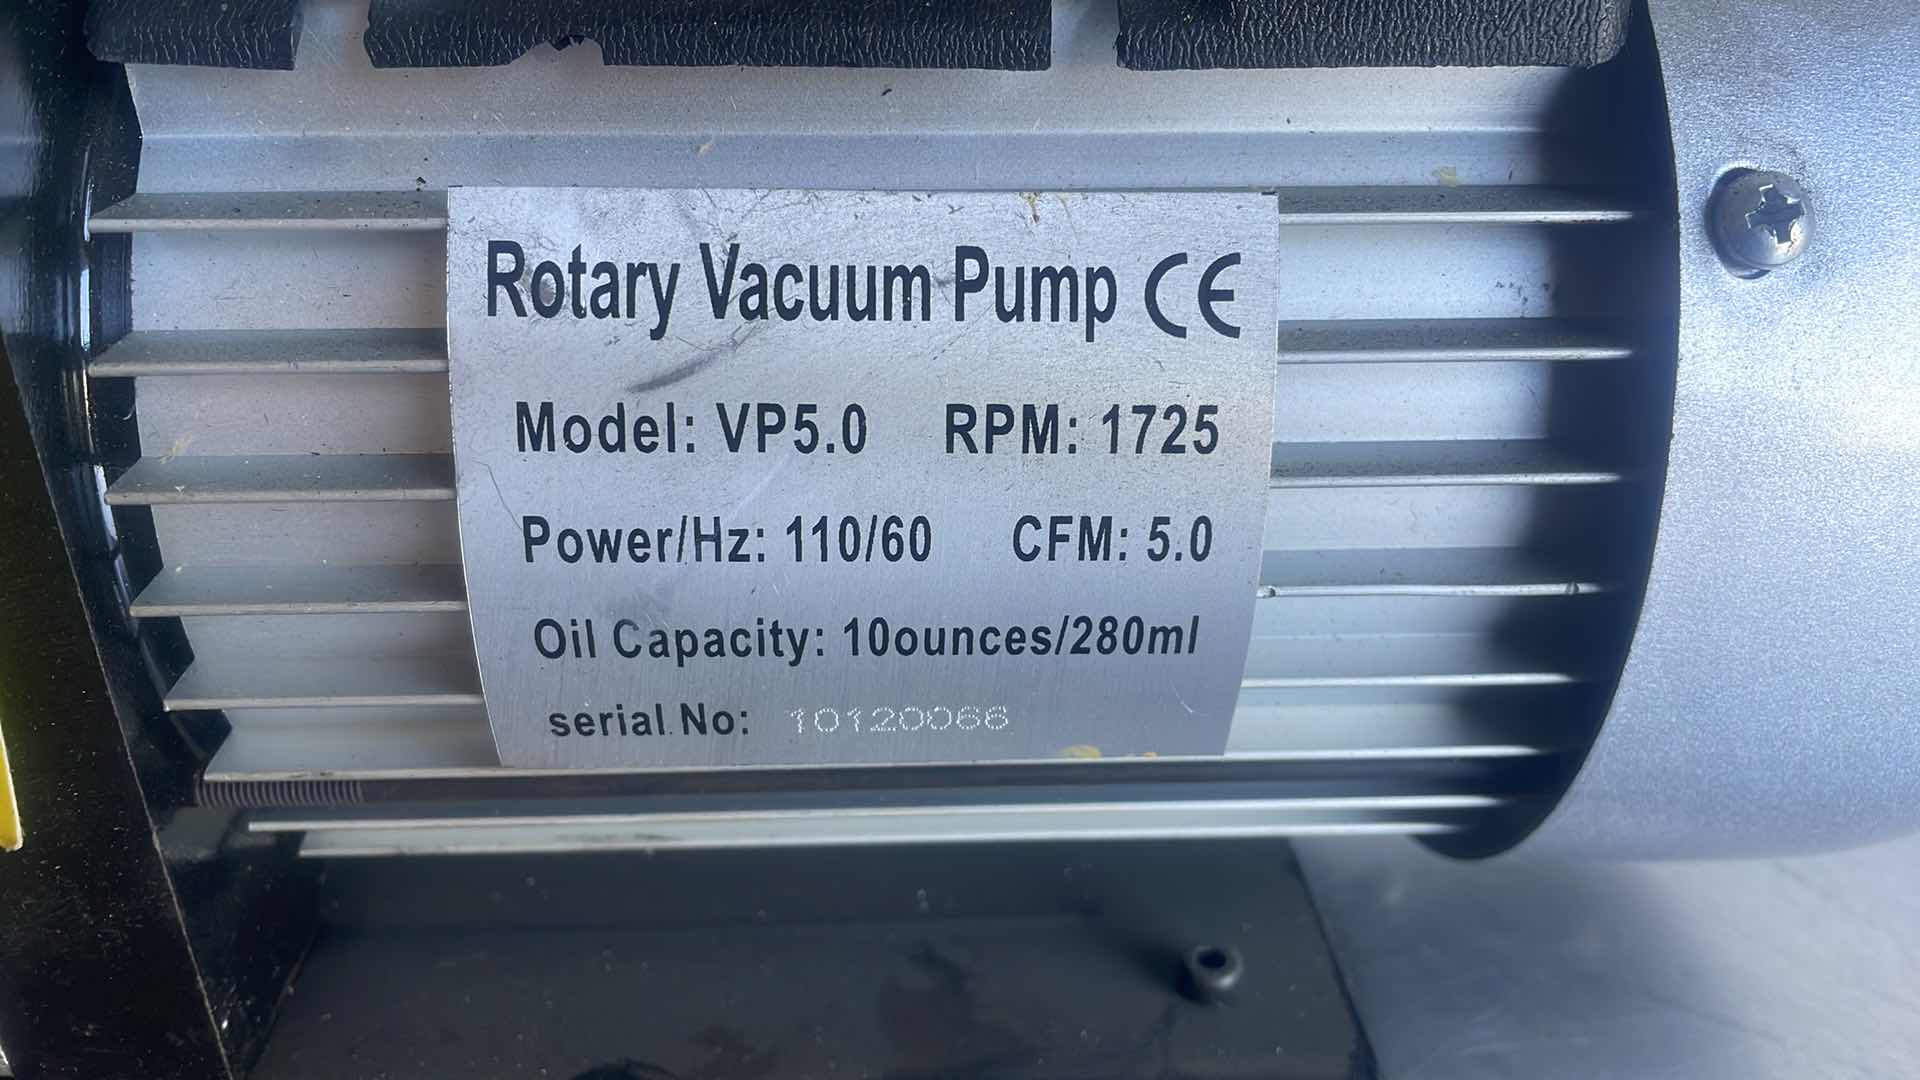 Rotary Vacuum Pump CE
Model: VP5.0 RPM: 1725
Power/Hz: 110/60 CFM: 5.0
Oil Capacity: 10ounces/280ml
serial No: 10120066